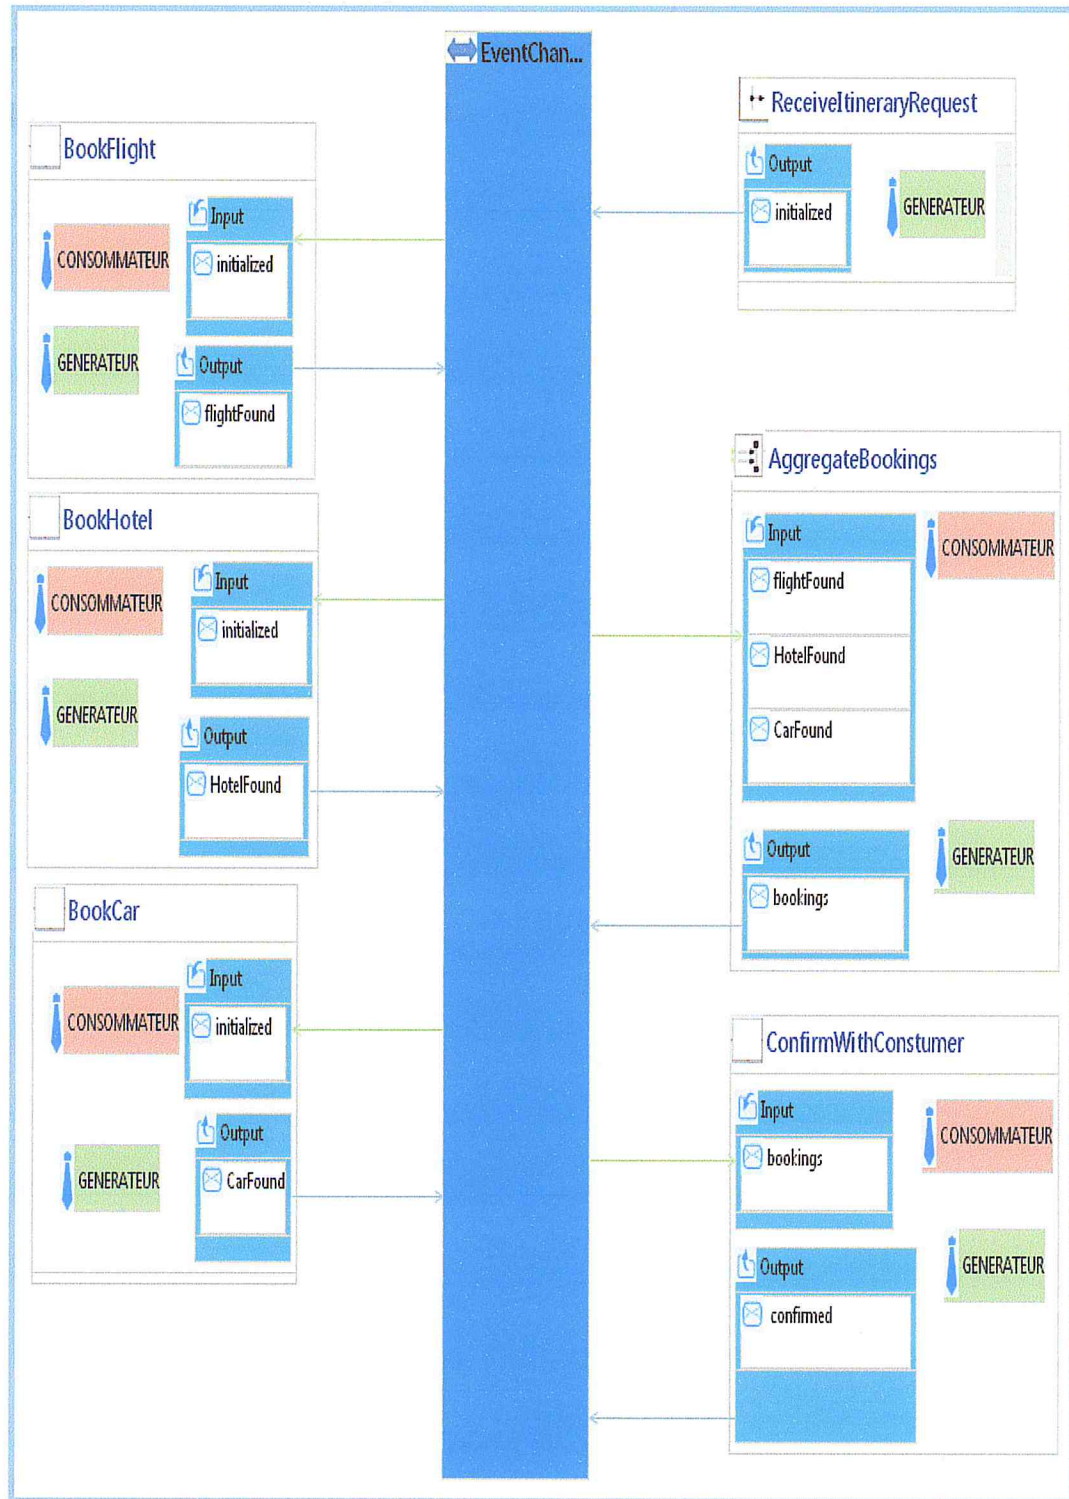 EventChan...
ReceiveItineraryRequest
Output
initialized
GENERATEUR
BookFlight
Input
CONSOMMATEUR
initialized
GENERATEUR
Output
flightFound
BookHotel
Input
CONSOMMATEUR
initialized
GENERATEUR
Output
HotelFound
BookCar
Input
CONSOMMATEUR
initialized
Output
GENERATEUR
CarFound
AggregateBookings
Input
CONSOMMATEUR
flightFound
HotelFound
CarFound
Output
GENERATEUR
bookings
ConfirmWithConstumer
Input
CONSOMMATEUR
bookings
Output
GENERATEUR
confirmed